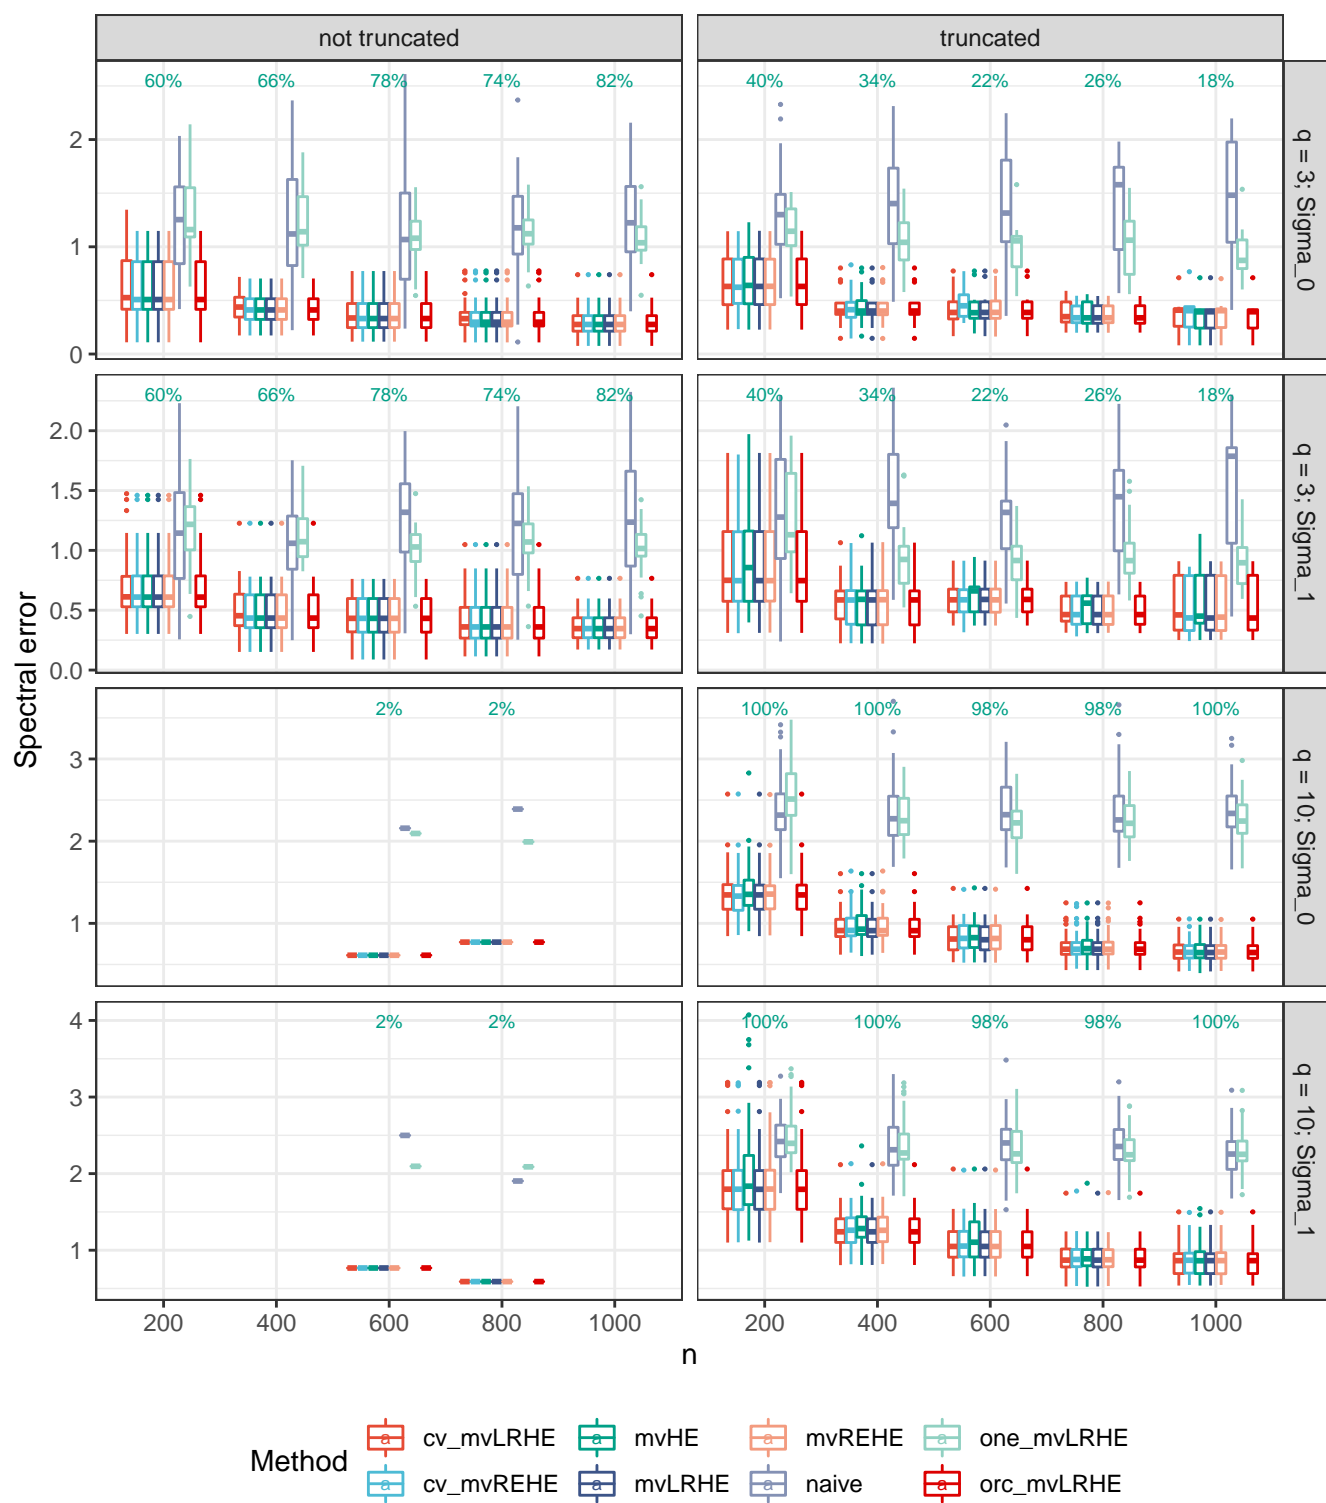 not truncated truncated
60% 66% 78% 74% 82% 40% 34% 22% 26% 18%
2
1
0
q = 3; Sigma_0
60% 66% 78% 74% 82% 40% 34% 22% 26% 18%
2.0
1.5
1.0
0.5
0.0
q = 3; Sigma_1
Spectral error
2% 2% 100% 100% 98% 98% 100%
3
2
1
q = 10; Sigma_0
2% 2% 100% 100% 98% 98% 100%
4
3
2
1
q = 10; Sigma_1
200 400 600 800 1000 200 400 600 800 1000
n
Method
a cv_mvLRHE a mvHE a mvREHE a one_mvLRHE
a cv_mvREHE a mvLRHE a naive a orc_mvLRHE